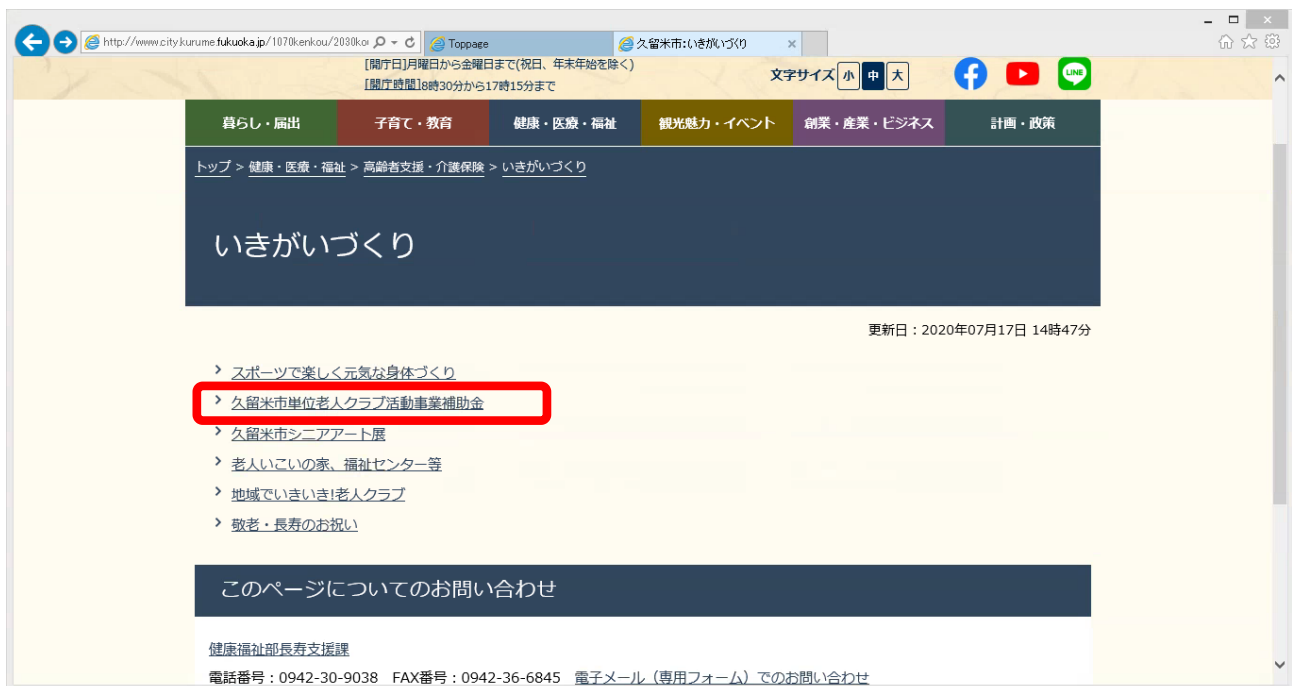 http://www.city.kurume.fukuoka.jp/1070kenkou/2030ko
Toppage
久留米市:いきがいづくり
[開庁日]月曜日から金曜日まで(祝日、年末年始を除く)
[開庁時間]8時30分から17時15分まで
文字サイズ 小 中 大
LINE
暮らし・届出 子育て・教育 健康・医療・福祉 観光魅力・イベント 創業・産業・ビジネス 計画・政策
トップ > 健康・医療・福祉 > 高齢者支援・介護保険 > いきがいづくり
いきがいづくり
更新日:2020年07月17日 14時47分
スポーツで楽しく元気な身体づくり
久留米市単位老人クラブ活動事業補助金
久留米市シニアアート展
老人いこいの家、福祉センター等
地域でいきいき!老人クラブ
敬老・長寿のお祝い
このページについてのお問い合わせ
健康福祉部長寿支援課
電話番号:0942-30-9038 FAX番号:0942-36-6845 電子メール(専用フォーム)でのお問い合わせ